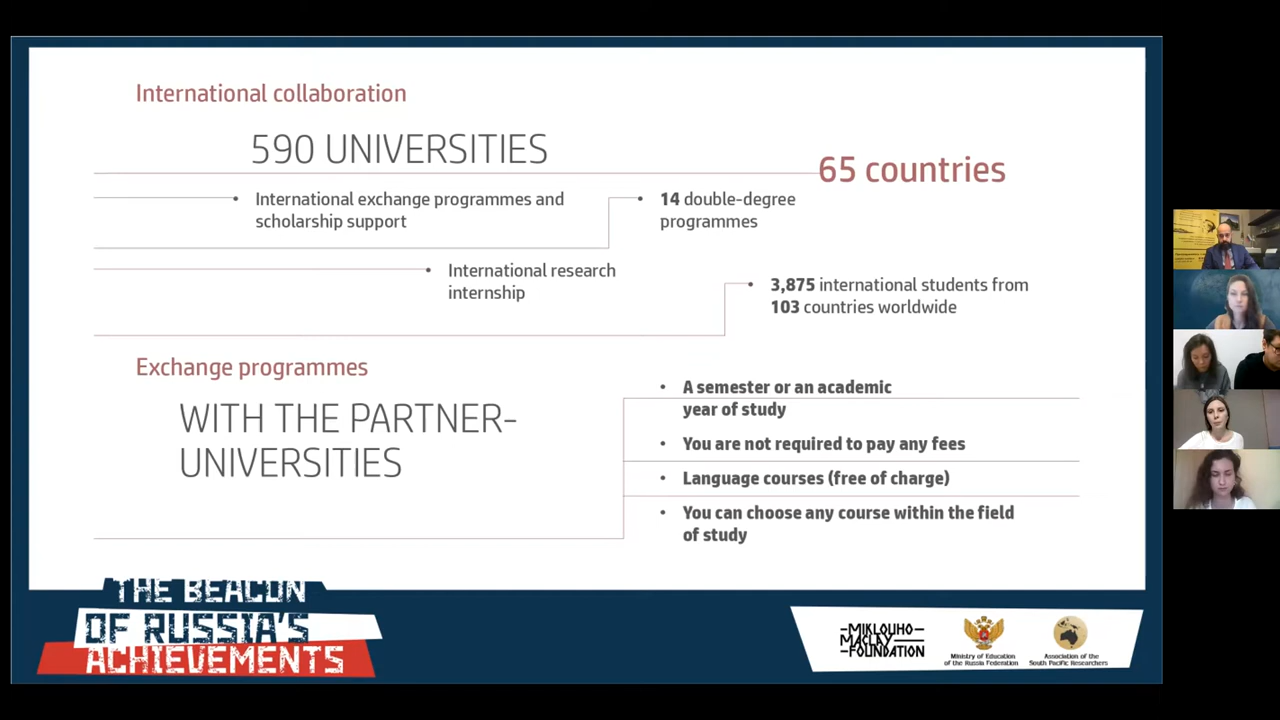 International collaboration
590 UNIVERSITIES
65 countries
• International exchange programmes and
scholarship support
• 14 double-degree
programmes
• International research
internship
• 3,875 international students from
103 countries worldwide
Exchange programmes
WITH THE PARTNER-
UNIVERSITIES
• A semester or an academic
year of study
• You are not required to pay any fees
• Language courses (free of charge)
• You can choose any course within the field
of study
THE BEACON
OF RUSSIA'S
ACHIEVEMENTS
-MIKLOUHO
MACLAY-
-FOUNDATION
Ministry of Education
of the Russia Federation
Association of the
South Pacific Researchers